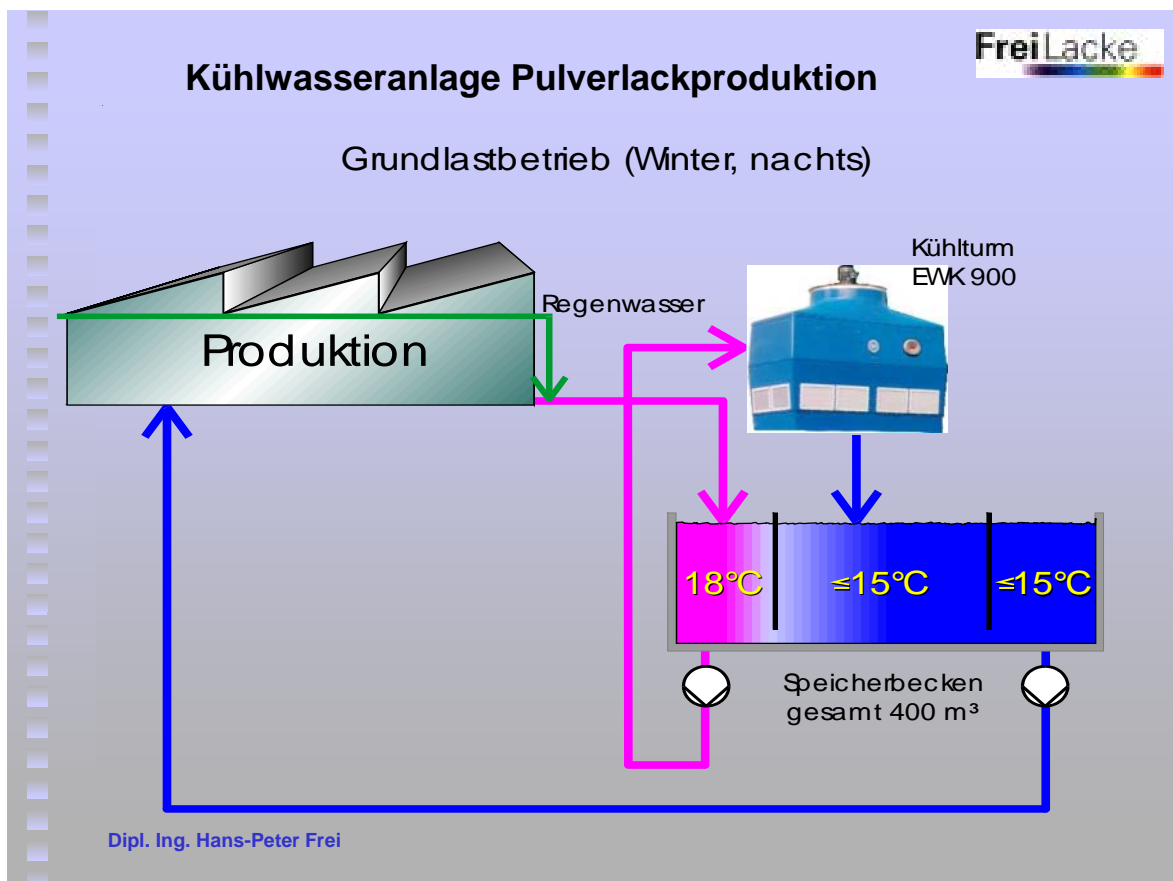 FreiLacke
Kühlwasseranlage Pulverlackproduktion
Grundlastbetrieb (Winter, nachts)
Kühlturm
EWK 900
Regenwasser
Produktion
18°C
≤15°C
≤15°C
Speicherbecken
gesamt 400 m³
Dipl. Ing. Hans-Peter Frei